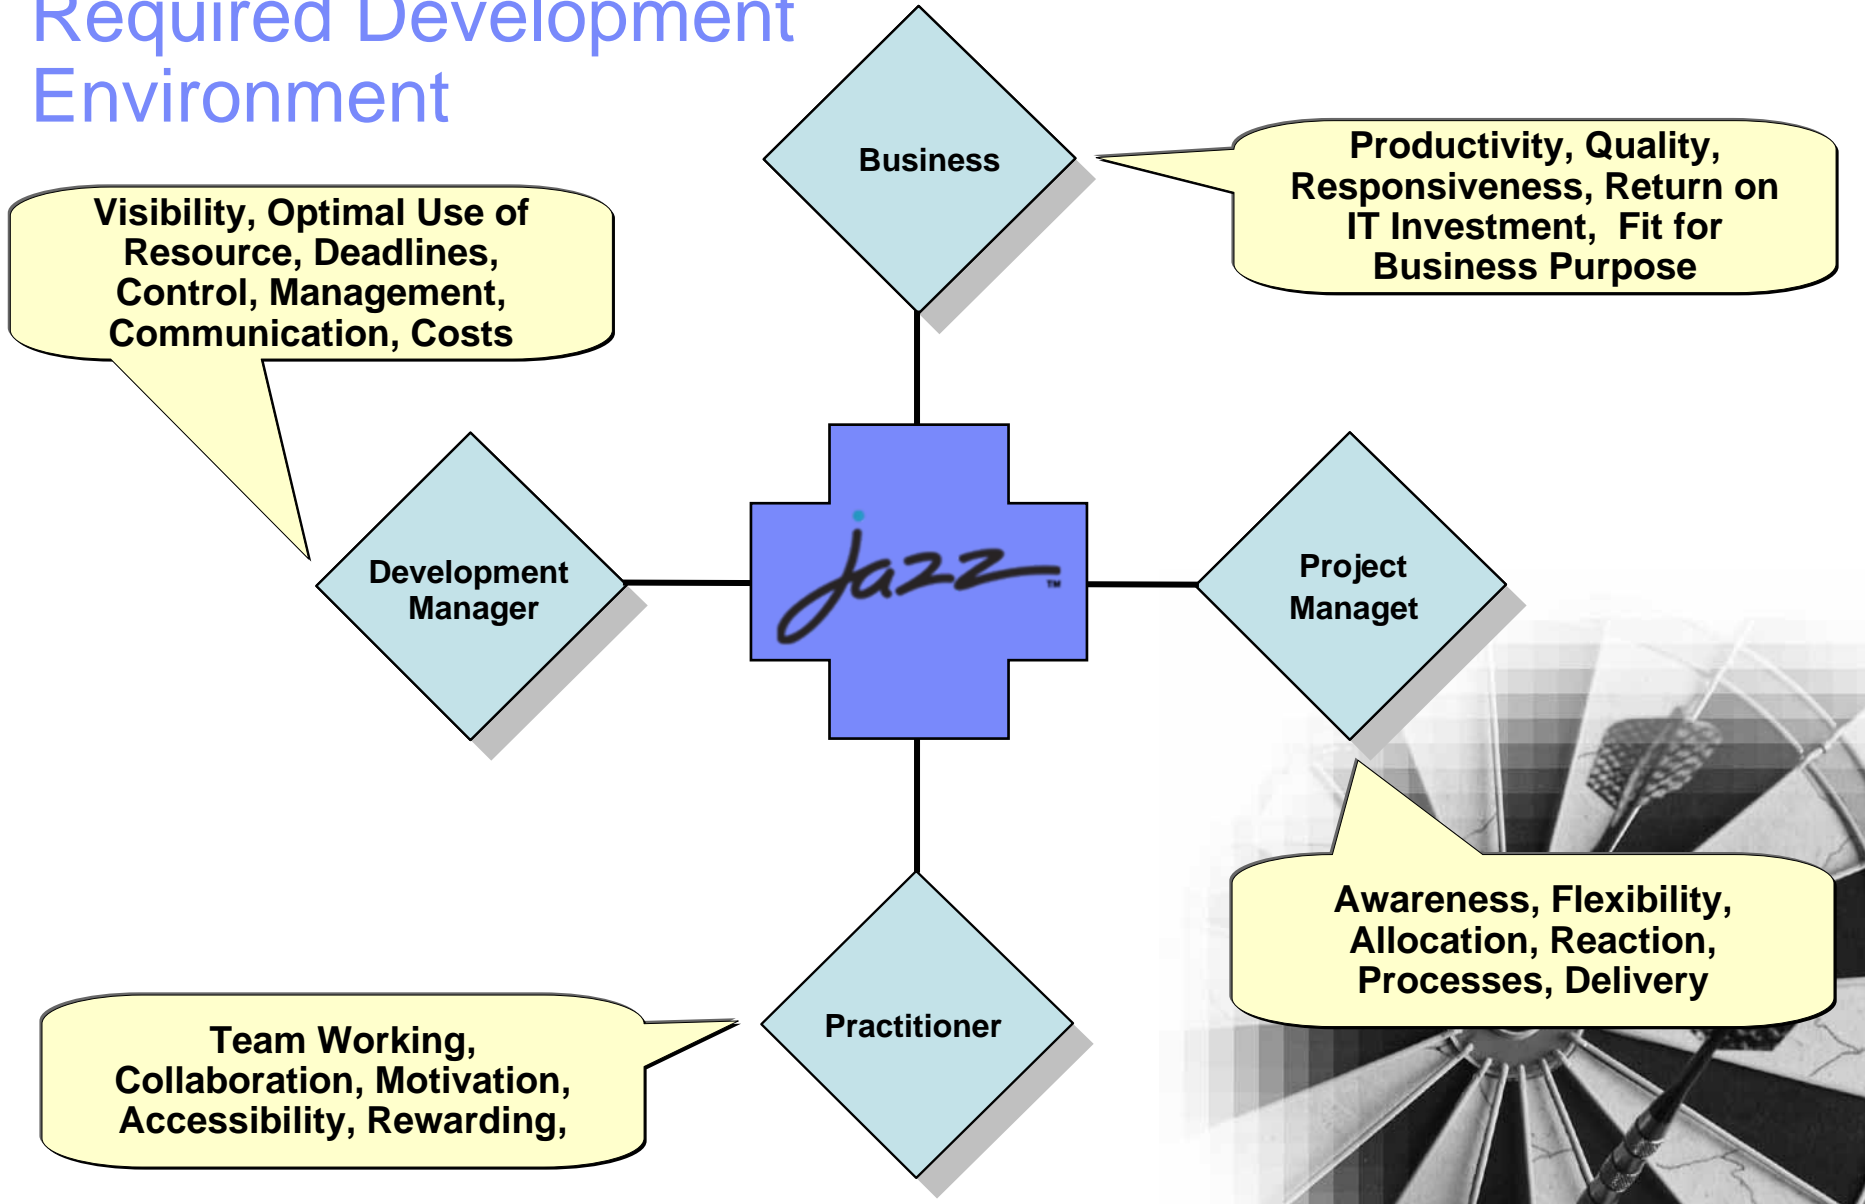 Required Development
Environment
Business
Productivity, Quality,
Responsiveness, Return on
IT Investment, Fit for
Business Purpose
Visibility, Optimal Use of
Resource, Deadlines,
Control, Management,
Communication, Costs
Development
Manager
jazz™
Project
Managet
Awareness, Flexibility,
Allocation, Reaction,
Processes, Delivery
Practitioner
Team Working,
Collaboration, Motivation,
Accessibility, Rewarding,